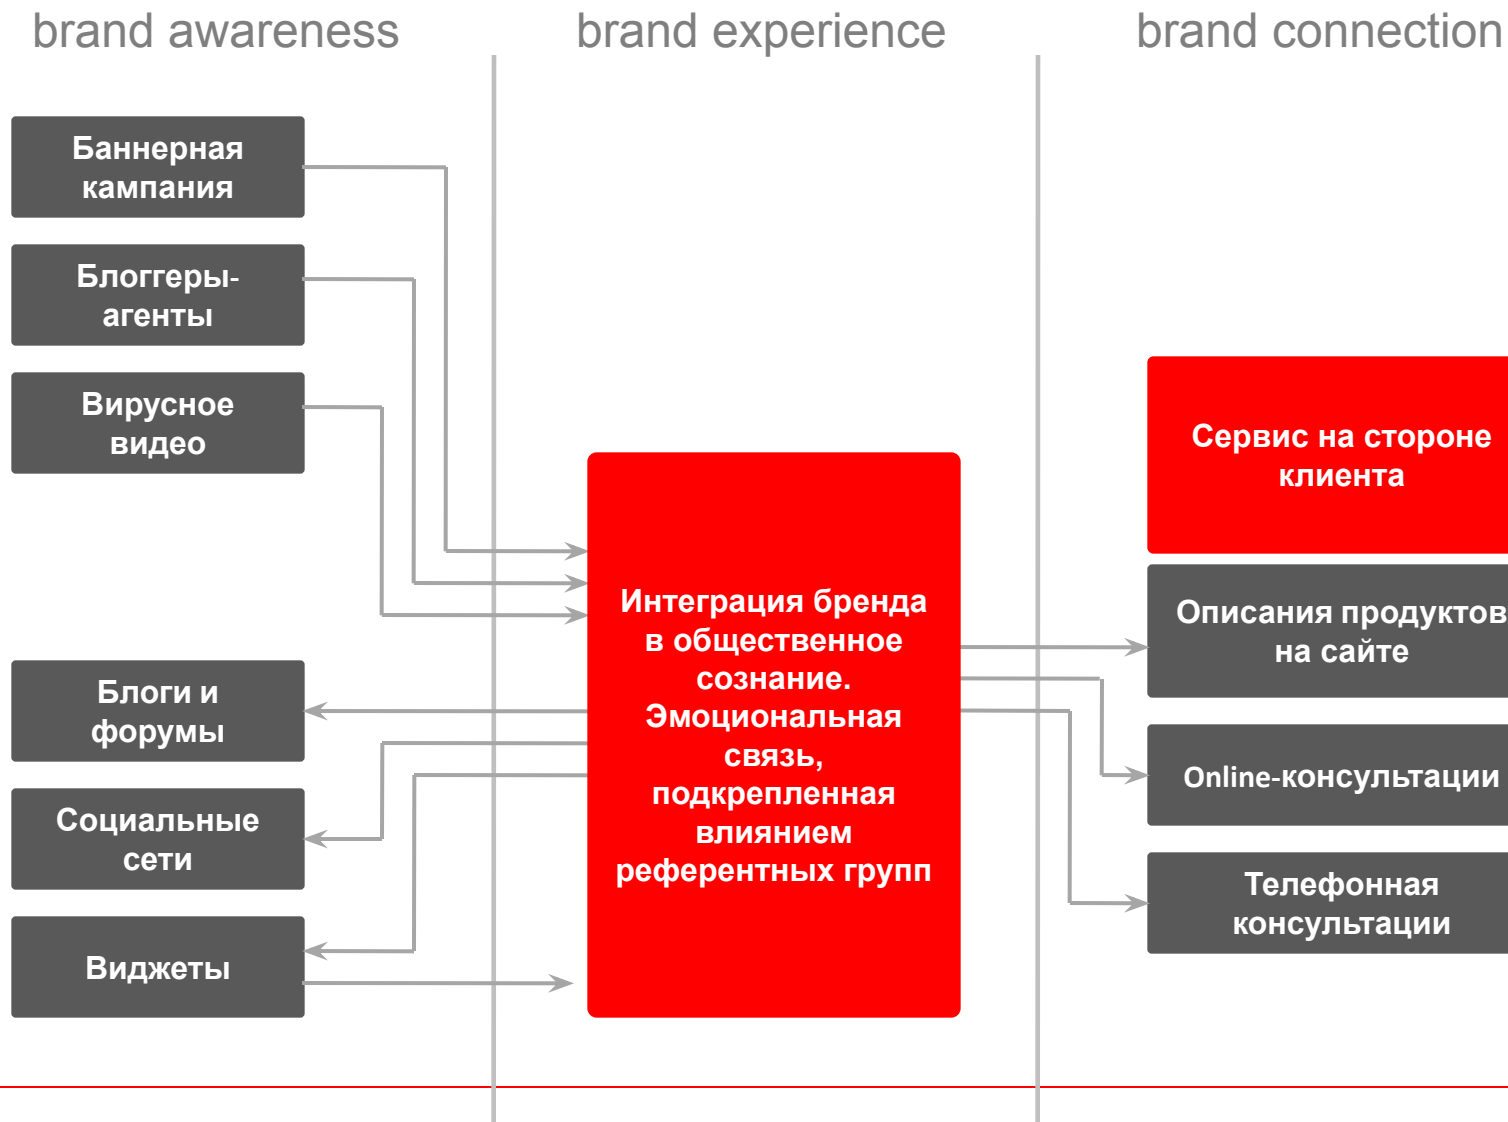 brand awareness
brand experience
brand connection
Баннерная
кампания
Блоггеры-
агенты
Вирусное
видео
Блоги и
форумы
Социальные
сети
Виджеты
Интеграция бренда
в общественное
сознание.
Эмоциональная
связь,
подкрепленная
влиянием
референтных групп
Сервис на стороне
клиента
Описания продуктов
на сайте
Online-консультации
Телефонная
консультации